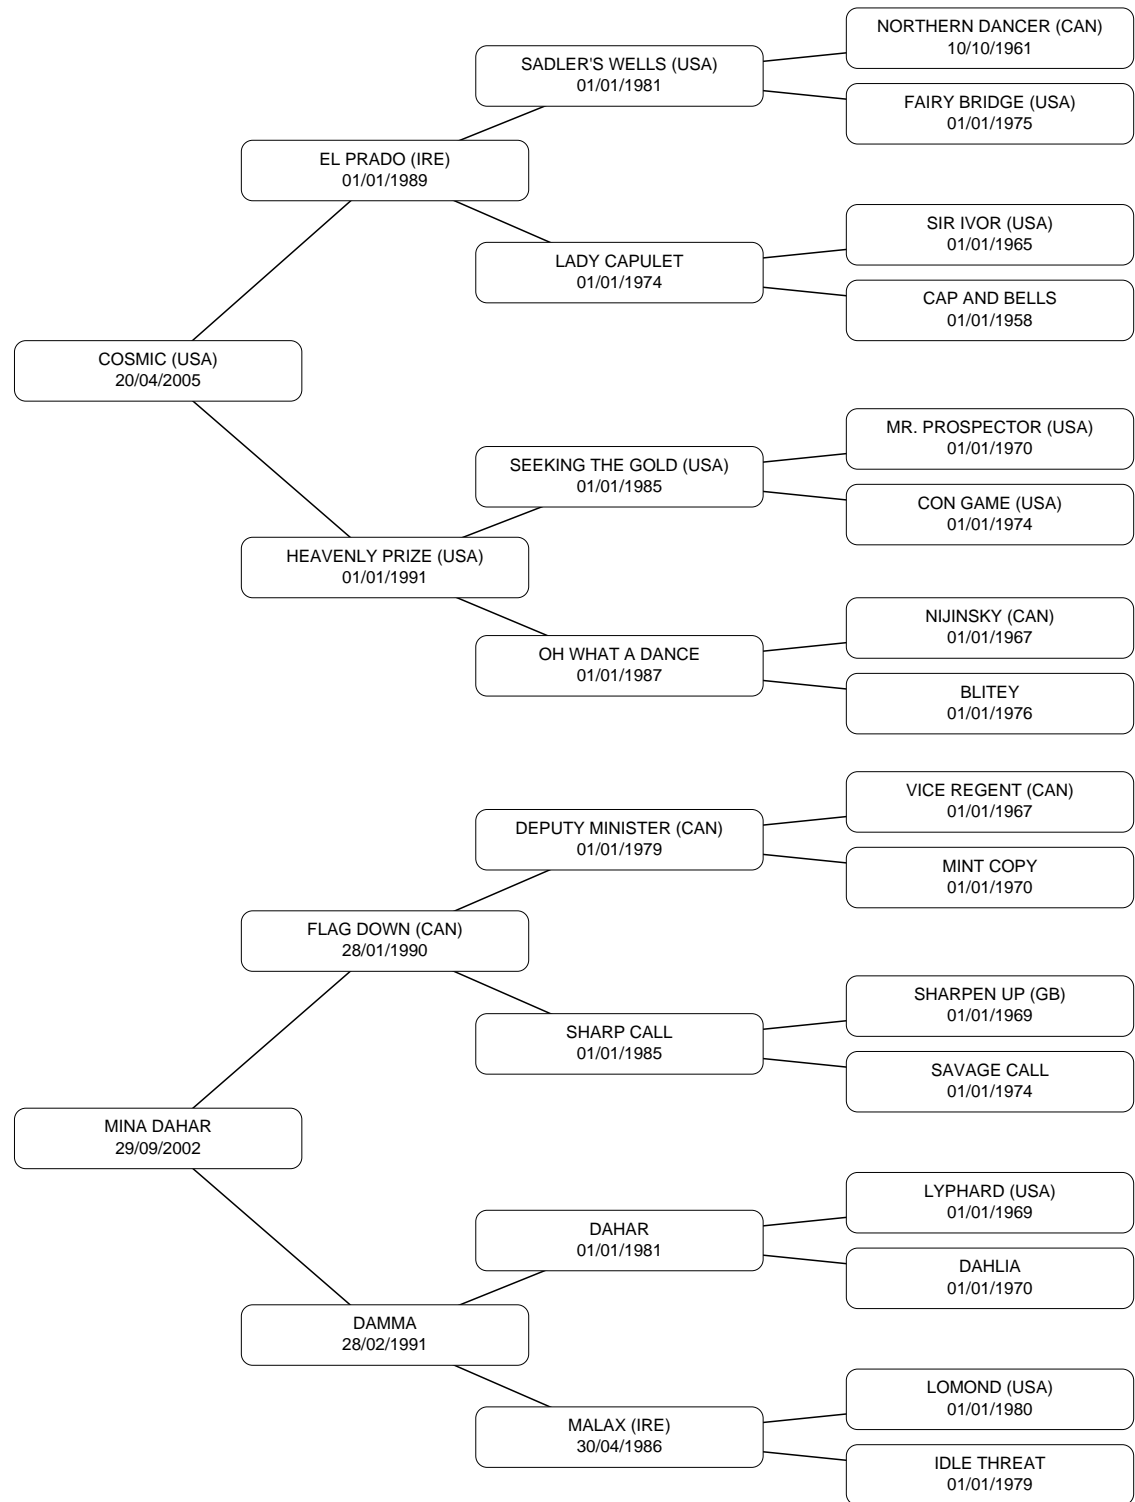 NORTHERN DANCER (CAN)
10/10/1961
SADLER'S WELLS (USA)
01/01/1981
FAIRY BRIDGE (USA)
01/01/1975
EL PRADO (IRE)
01/01/1989
SIR IVOR (USA)
01/01/1965
LADY CAPULET
01/01/1974
CAP AND BELLS
01/01/1958
COSMIC (USA)
20/04/2005
MR. PROSPECTOR (USA)
01/01/1970
SEEKING THE GOLD (USA)
01/01/1985
CON GAME (USA)
01/01/1974
HEAVENLY PRIZE (USA)
01/01/1991
NIJINSKY (CAN)
01/01/1967
OH WHAT A DANCE
01/01/1987
BLITEY
01/01/1976
VICE REGENT (CAN)
01/01/1967
DEPUTY MINISTER (CAN)
01/01/1979
MINT COPY
01/01/1970
FLAG DOWN (CAN)
28/01/1990
SHARPEN UP (GB)
01/01/1969
SHARP CALL
01/01/1985
SAVAGE CALL
01/01/1974
MINA DAHAR
29/09/2002
LYPHARD (USA)
01/01/1969
DAHAR
01/01/1981
DAHLIA
01/01/1970
DAMMA
28/02/1991
LOMOND (USA)
01/01/1980
MALAX (IRE)
30/04/1986
IDLE THREAT
01/01/1979